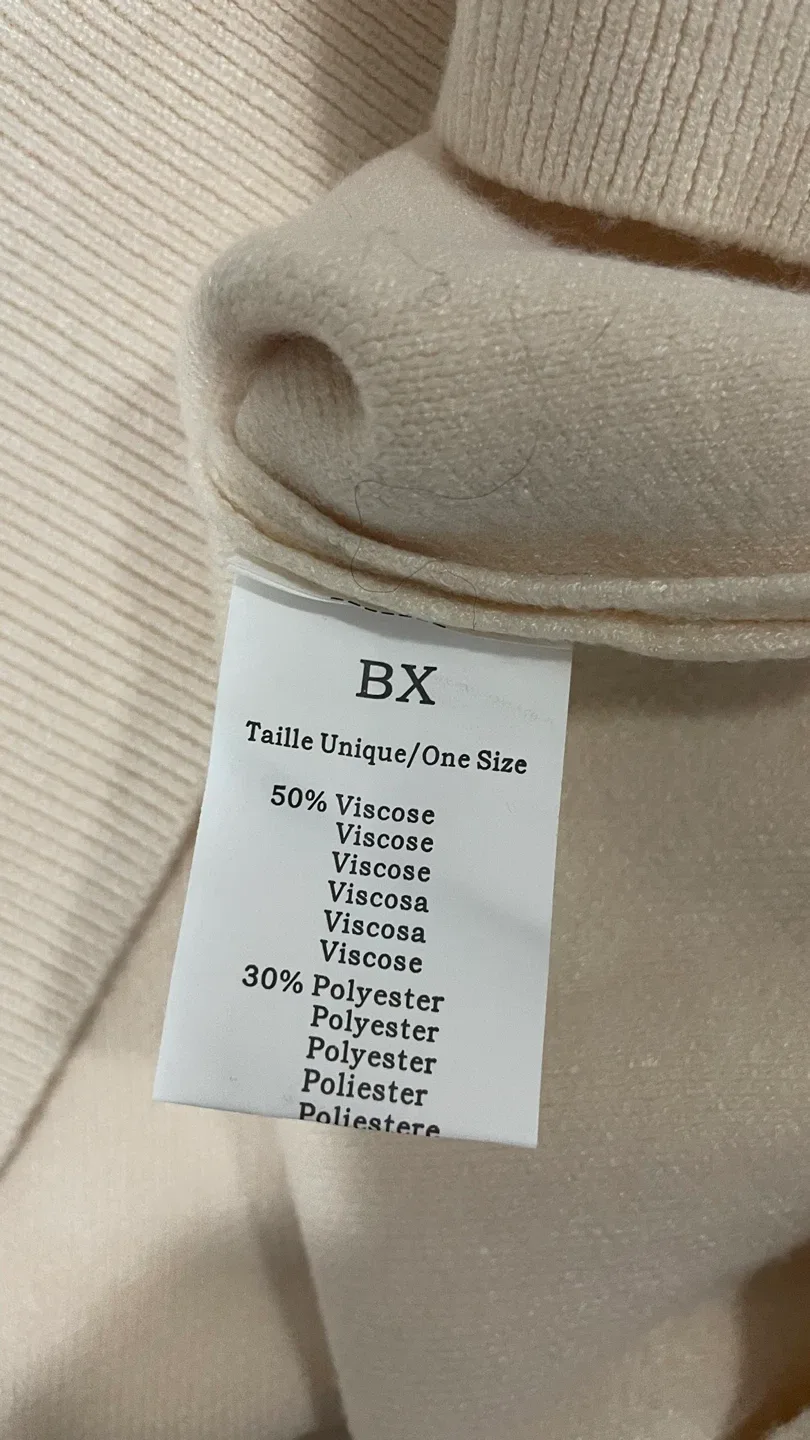 BX
Taille Unique/One Size
50% Viscose
Viscose
Viscose
Viscosa
Viscosa
Viscose
30% Polyester
Polyester
Polyester
Poliester
Poliestere